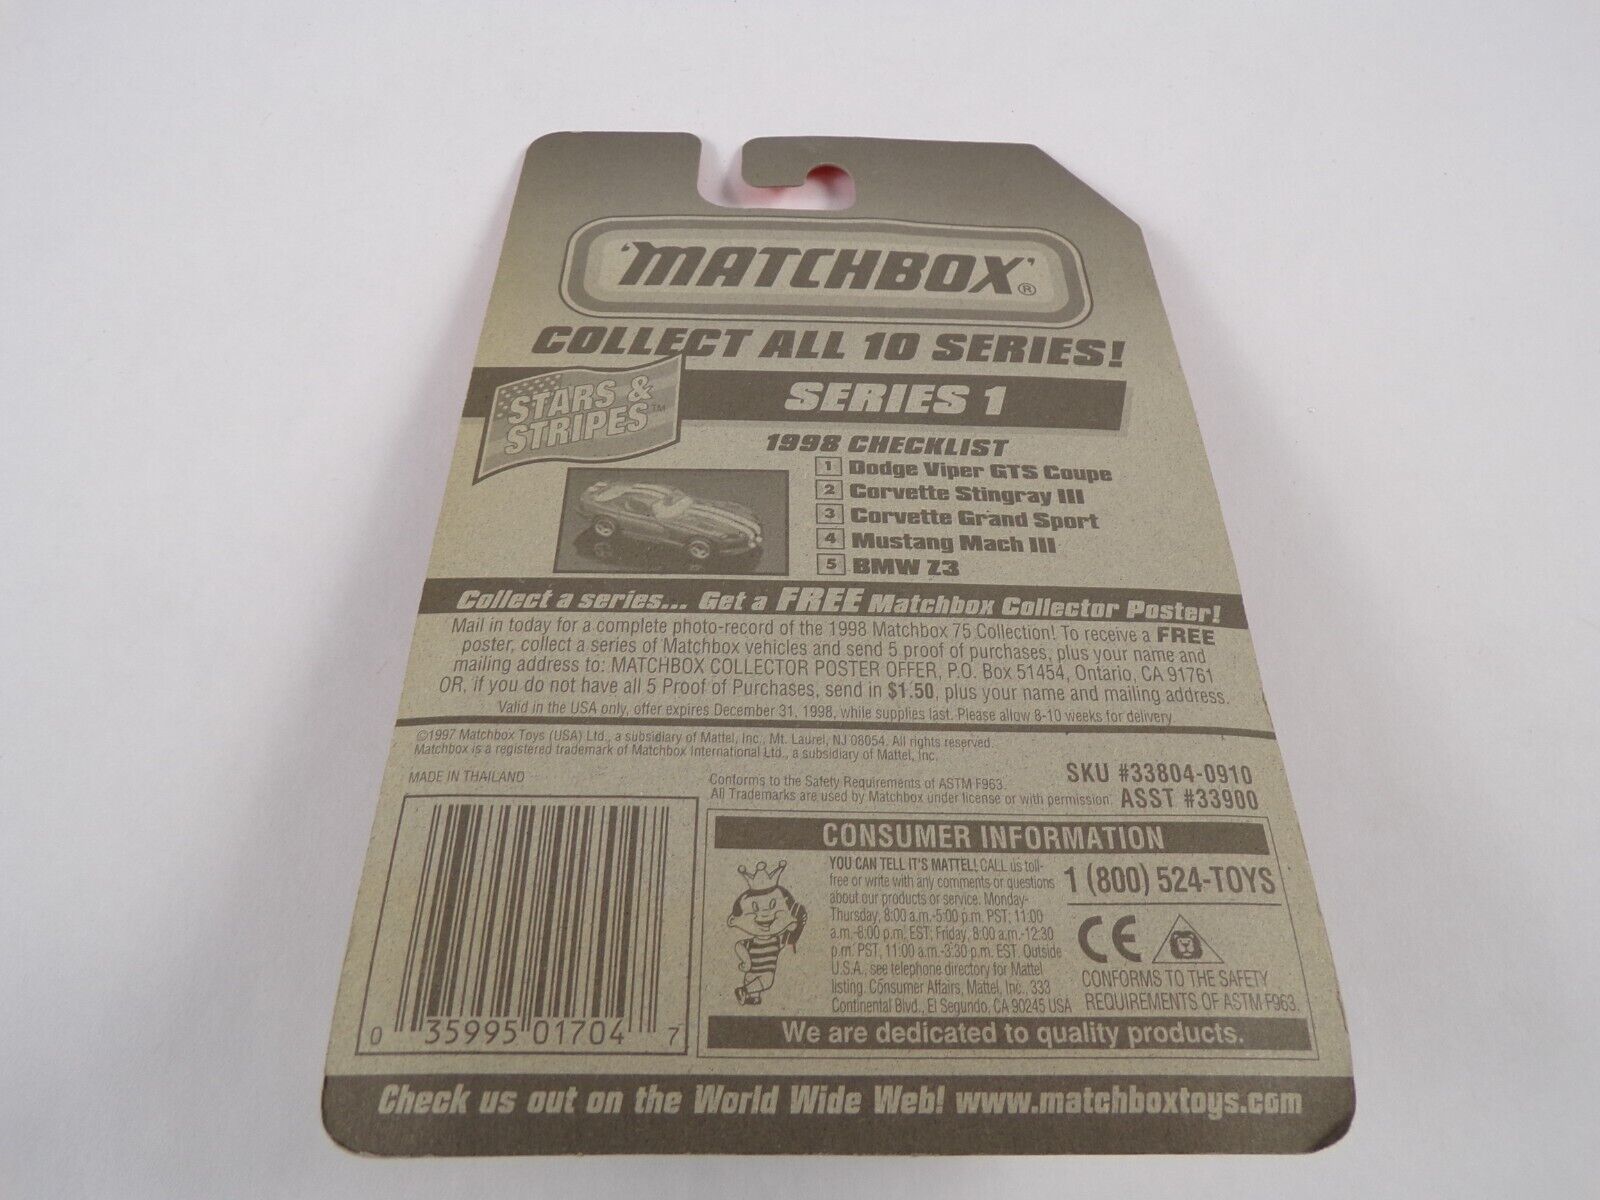 'MATCHBOX'®
COLLECT ALL 10 SERIES!
STARS &
STRIPES™
SERIES 1
1998 CHECKLIST
1 Dodge Viper GTS Coupe
2 Corvette Stingray III
3 Corvette Grand Sport
4 Mustang Mach III
5 BMW Z3
Collect a series... Get a FREE Matchbox Collector Poster!
Mail in today for a complete photo-record of the 1998 Matchbox 75 Collection! To receive a FREE
poster, collect a series of Matchbox vehicles and send 5 proof of purchases, plus your name and
mailing address to: MATCHBOX COLLECTOR POSTER OFFER, P.O. Box 51454, Ontario, CA 91761
OR, if you do not have all 5 Proof of Purchases, send in $1.50, plus your name and mailing address.
Valid in the USA only, offer expires December 31, 1998, while supplies last. Please allow 8-10 weeks for delivery
©1997 Matchbox Toys (USA) Ltd., a subsidiary of Mattel, Inc., Mt. Laurel, NJ 08054. All rights reserved.
Matchbox is a registered trademark of Matchbox International Ltd., a subsidiary of Mattel, Inc.
MADE IN THAILAND
Conforms to the Safety Requirements of ASTM F963.
All Trademarks are used by Matchbox under license or with permission.
SKU #33804-0910
ASST #33900
0 35995 01704 7
CONSUMER INFORMATION
YOU CAN TELL IT'S MATTEL! CALL us toll-
free or write with any comments or questions
about our products or service. Monday-
Thursday, 8:00 a.m.-5:00 p.m. PST; 11:00
a.m.-8:00 p.m. EST; Friday, 8:00 a.m.-12:30
p.m. PST, 11:00 a.m.-3:30 p.m. EST. Outside
U.S.A., see telephone directory for Mattel
listing. Consumer Affairs, Mattel, Inc., 333
Continental Blvd., El Segundo, CA 90245 USA
1 (800) 524-TOYS
CE
CONFORMS TO THE SAFETY
REQUIREMENTS OF ASTM F963.
We are dedicated to quality products.
Check us out on the World Wide Web! www.matchboxtoys.com